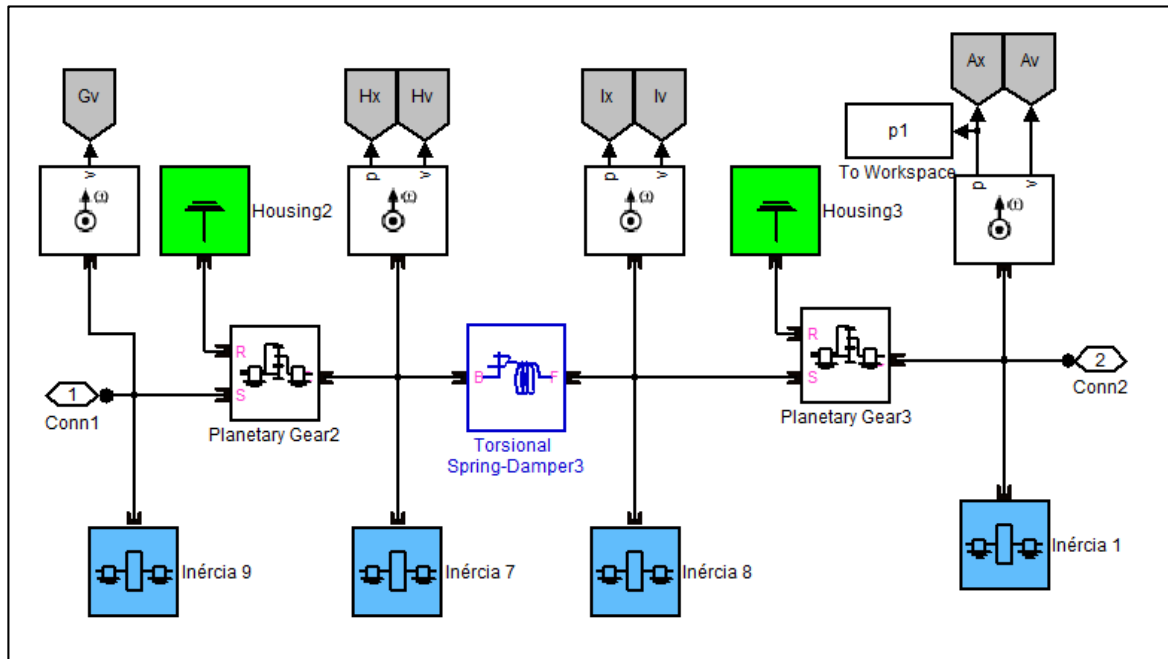 Gv
Hx Hv
Ix Iv
Ax Av
p1
To Workspace
v
p v
p v
p v
(t)
(t)
(t)
(t)
Housing2
Housing3
R
S
Planetary Gear2
B F
Torsional
Spring-Damper3
R
S
Planetary Gear3
1
Conn1
2
Conn2
Inércia 9
Inércia 7
Inércia 8
Inércia 1